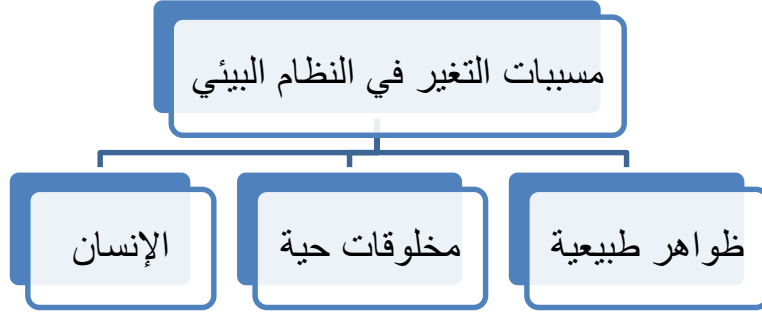 مسببات التغير في النظام البيئي
ظواهر طبيعية
مخلوقات حية
الإنسان